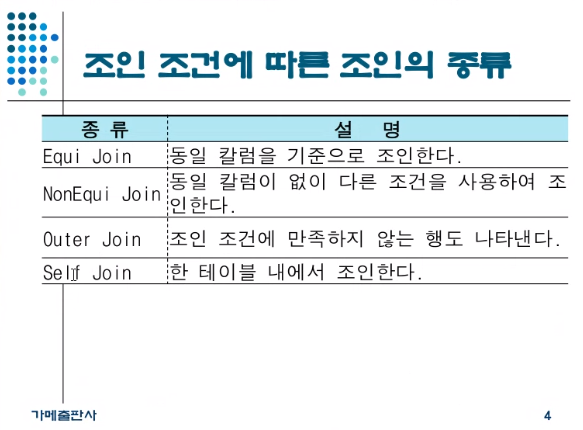 조인 조건에 따른 조인의 종류
종 류 설 명
Equi Join 동일 칼럼을 기준으로 조인한다.
NonEqui Join 동일 칼럼이 없이 다른 조건을 사용하여 조
인한다.
Outer Join 조인 조건에 만족하지 않는 행도 나타낸다.
Self Join 한 테이블 내에서 조인한다.
가메출판사 4